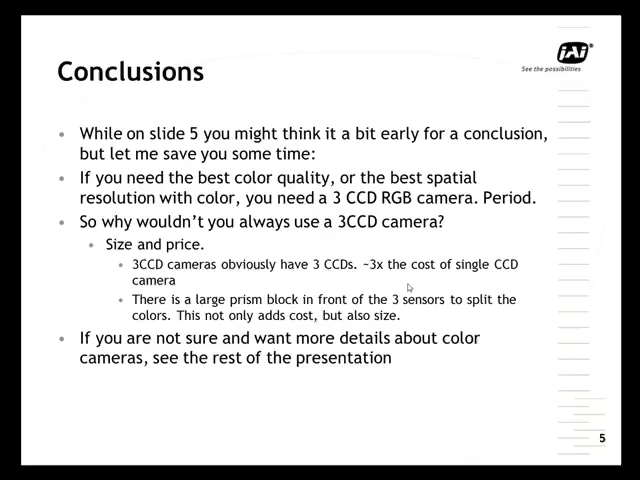 JAi®
See the possibilities
Conclusions
• While on slide 5 you might think it a bit early for a conclusion,
but let me save you some time:
• If you need the best color quality, or the best spatial
resolution with color, you need a 3 CCD RGB camera. Period.
• So why wouldn't you always use a 3CCD camera?
• Size and price.
• 3CCD cameras obviously have 3 CCDs. ~3x the cost of single CCD
camera
• There is a large prism block in front of the 3 sensors to split the
colors. This not only adds cost, but also size.
• If you are not sure and want more details about color
cameras, see the rest of the presentation
5